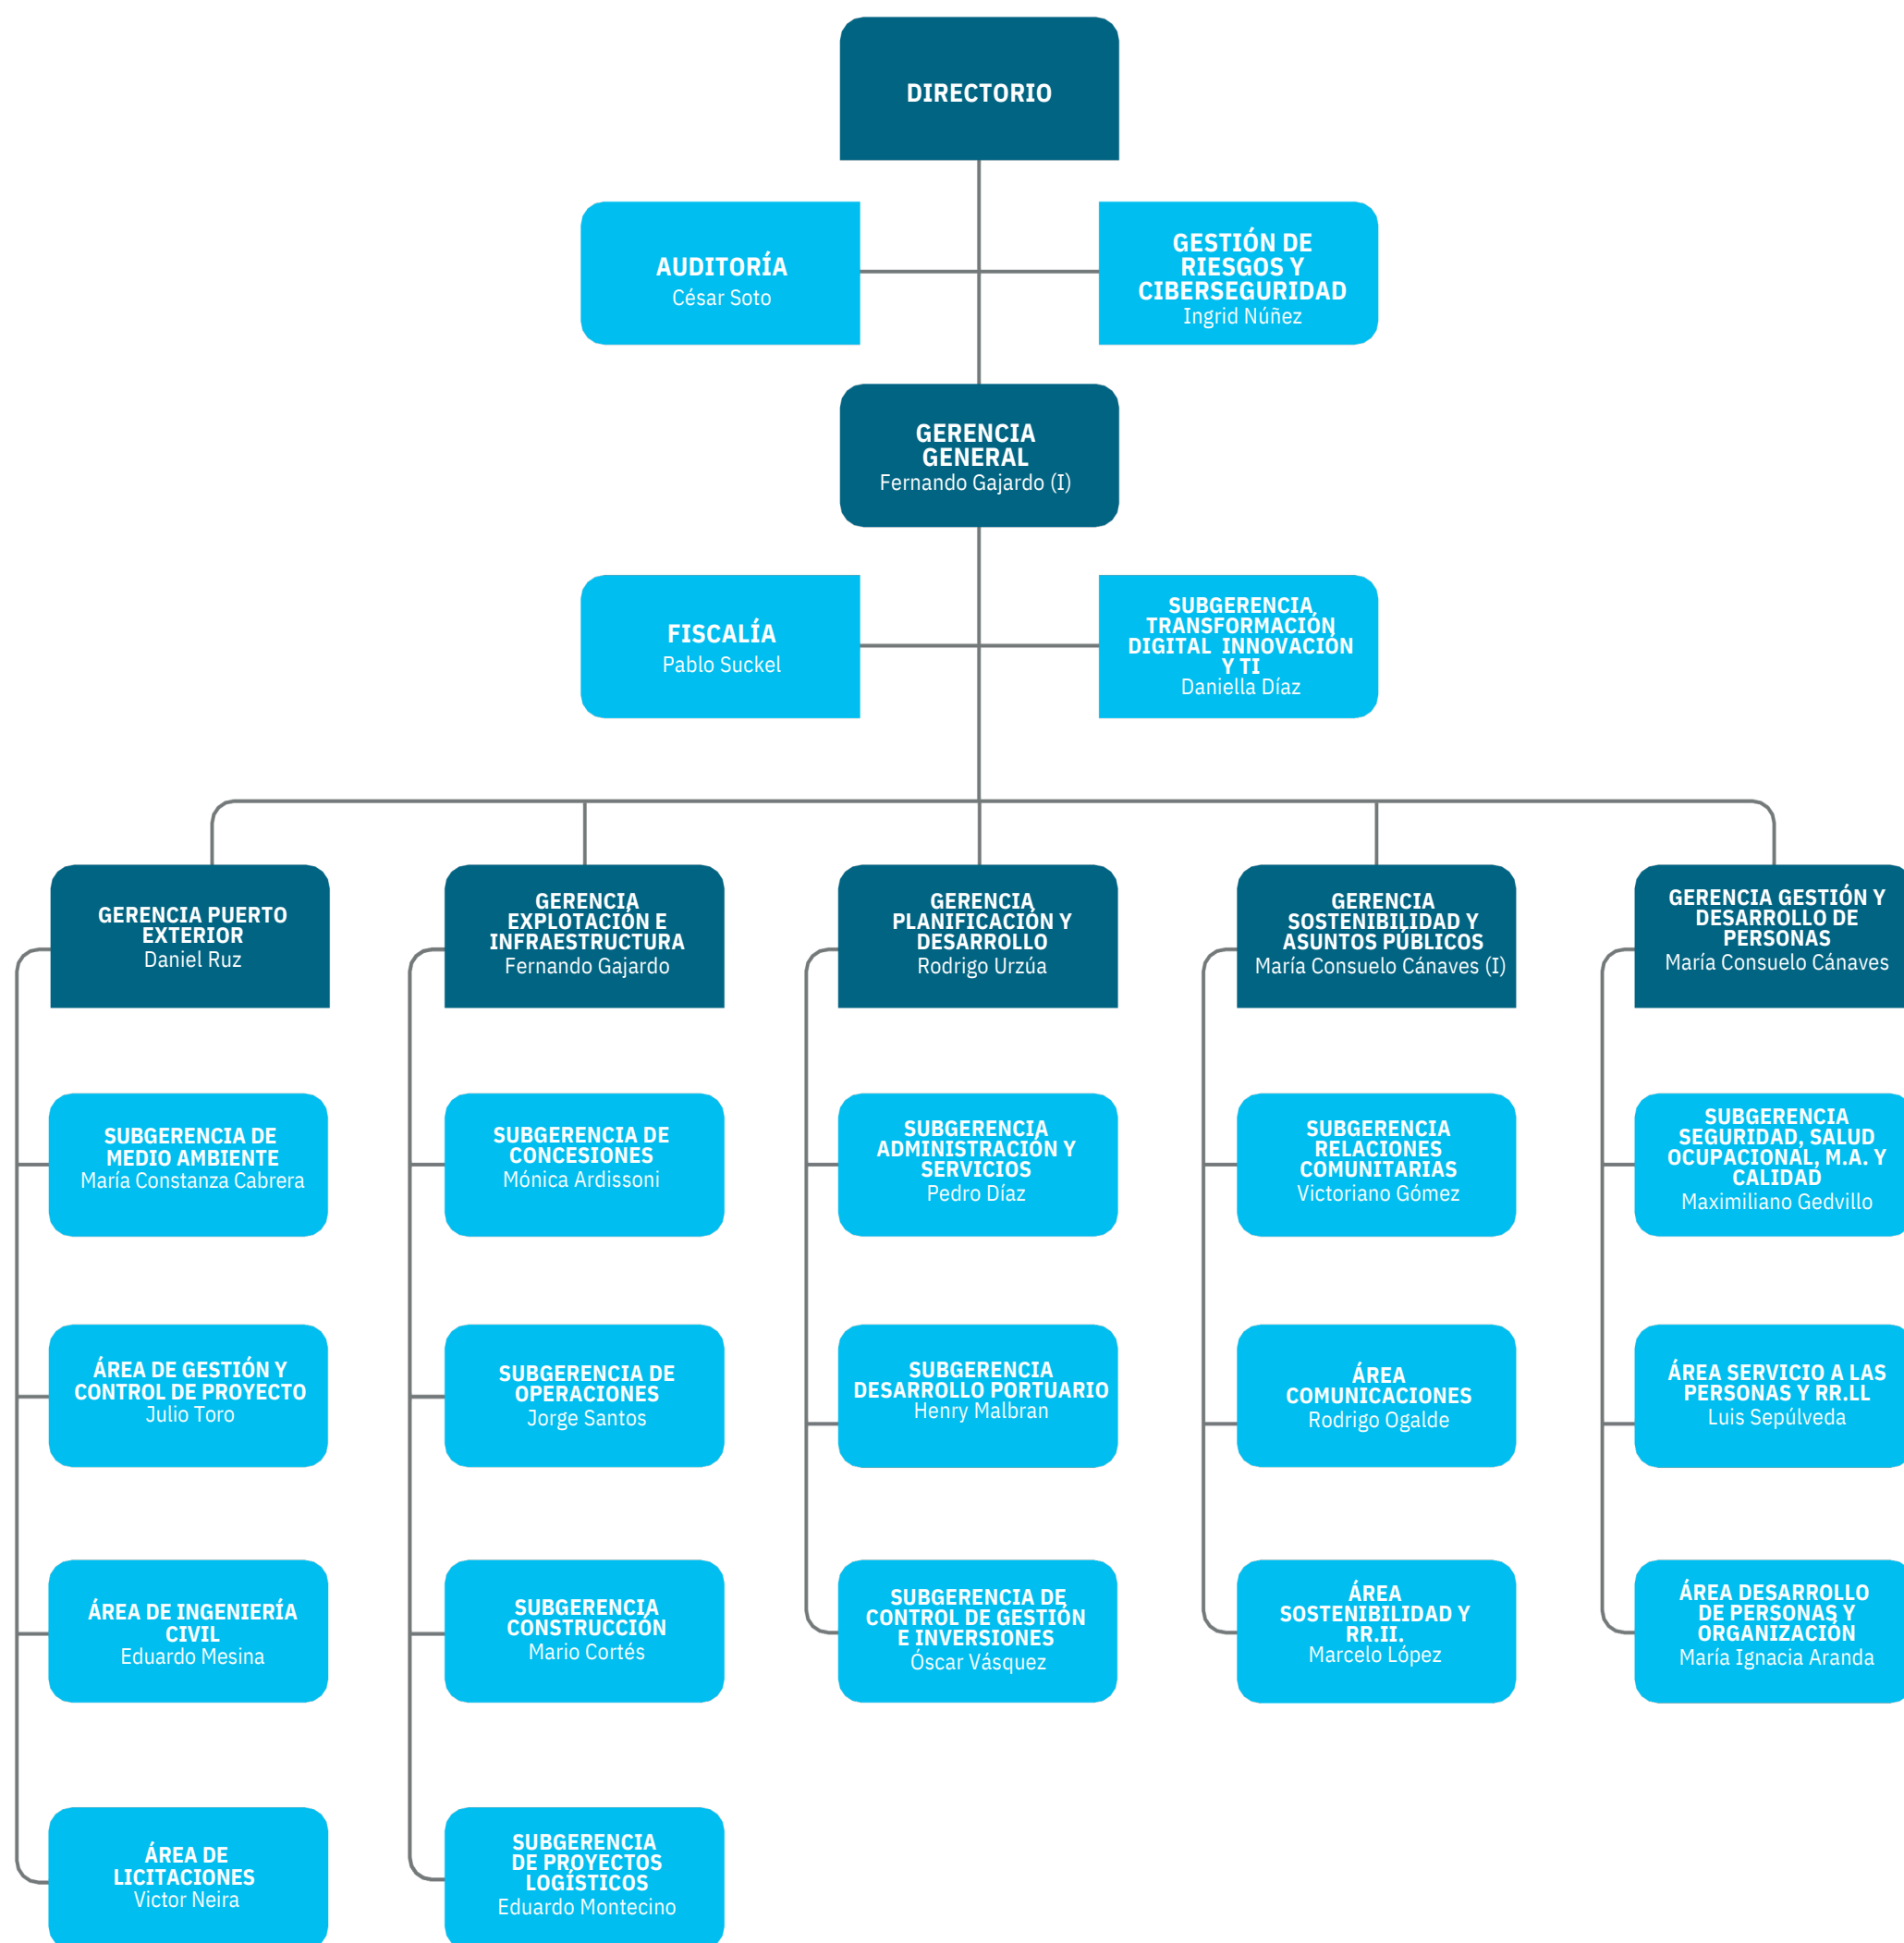 DIRECTORIO
AUDITORÍA
César Soto
GESTIÓN DE
RIESGOS Y
CIBERSEGURIDAD
Ingrid Núñez
GERENCIA
GENERAL
Fernando Gajardo (I)
FISCALÍA
Pablo Suckel
SUBGERENCIA
TRANSFORMACIÓN
DIGITAL INNOVACIÓN
Y TI
Daniella Díaz
GERENCIA PUERTO
EXTERIOR
Daniel Ruz
GERENCIA
EXPLOTACIÓN E
INFRAESTRUCTURA
Fernando Gajardo
GERENCIA
PLANIFICACIÓN Y
DESARROLLO
Rodrigo Urzúa
GERENCIA
SOSTENIBILIDAD Y
ASUNTOS PÚBLICOS
María Consuelo Cánaves (I)
GERENCIA GESTIÓN Y
DESARROLLO DE
PERSONAS
María Consuelo Cánaves
SUBGERENCIA DE
MEDIO AMBIENTE
María Constanza Cabrera
SUBGERENCIA DE
CONCESIONES
Mónica Ardissoni
SUBGERENCIA
ADMINISTRACIÓN Y
SERVICIOS
Pedro Díaz
SUBGERENCIA
RELACIONES
COMUNITARIAS
Victoriano Gómez
SUBGERENCIA
SEGURIDAD, SALUD
OCUPACIONAL, M.A. Y
CALIDAD
Maximiliano Gedvillo
ÁREA DE GESTIÓN Y
CONTROL DE PROYECTO
Julio Toro
SUBGERENCIA DE
OPERACIONES
Jorge Santos
SUBGERENCIA
DESARROLLO PORTUARIO
Henry Malbran
ÁREA
COMUNICACIONES
Rodrigo Ogalde
ÁREA SERVICIO A LAS
PERSONAS Y RR.LL
Luis Sepúlveda
ÁREA DE INGENIERÍA
CIVIL
Eduardo Mesina
SUBGERENCIA
CONSTRUCCIÓN
Mario Cortés
SUBGERENCIA DE
CONTROL DE GESTIÓN
E INVERSIONES
Óscar Vásquez
ÁREA
SOSTENIBILIDAD Y
RR.II.
Marcelo López
ÁREA DESARROLLO
DE PERSONAS Y
ORGANIZACIÓN
María Ignacia Aranda
ÁREA DE
LICITACIONES
Victor Neira
SUBGERENCIA
DE PROYECTOS
LOGÍSTICOS
Eduardo Montecino